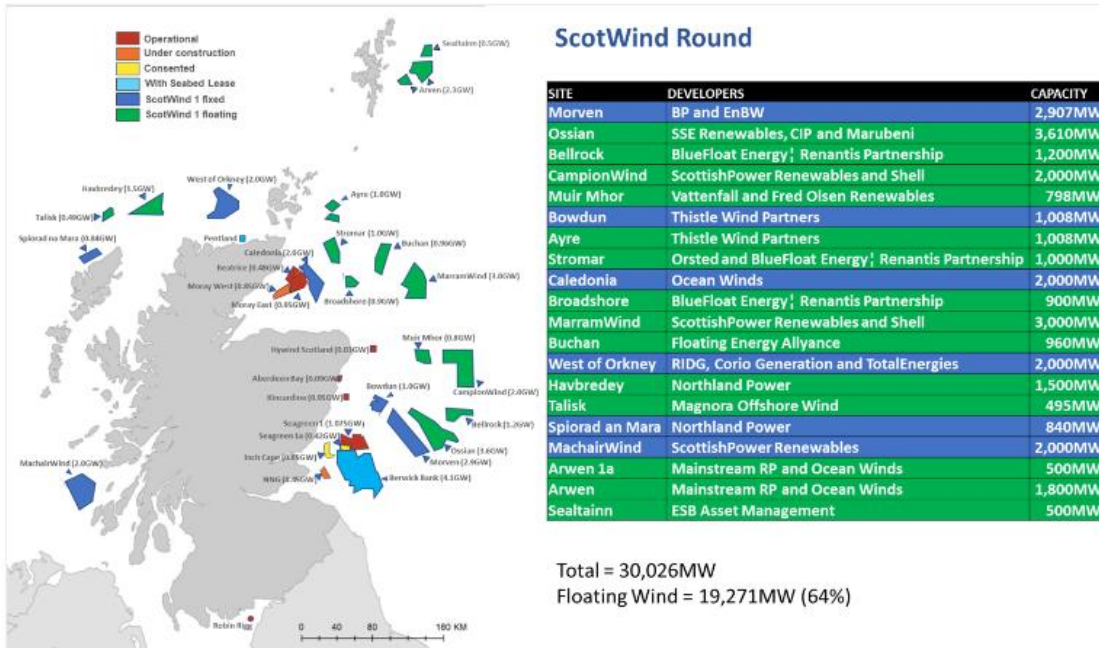 Operational
Under construction
Consented
With Seabed Lease
ScotWind 1 fixed
ScotWind 1 floating
Sealtainn (0.5GW)
Arven (2.3GW)
West of Orkney (2.0GW)
Havbredey (1.5GW)
Ayre (1.0GW)
Talisk (0.49GW)
Spiorad na Mara (0.84GW)
Pentland
Stromar (1.0GW)
Buchan (0.96GW)
Caledonia (2.0GW)
Beatrice (0.48GW)
MarramWind (3.0GW)
Moray West (0.85GW)
Moray East (0.95GW)
Broadshore (0.9GW)
Muir Mhor (0.8GW)
Hywind Scotland (0.03GW)
Aberdeen Bay (0.09GW)
Bowdun (1.0GW)
CampionWind (2.0GW)
Kincardine (0.05GW)
Seagreen 1 (1.075GW)
Bellrock (1.2GW)
Seagreen 1a (0.42GW)
Ossian (3.6GW)
Inch Cape (0.85GW)
Morven (2.9GW)
MachairWind (2.0GW)
NNG (0.45GW)
Berwick Bank (4.1GW)
Robin Rigg
0 40 80 160 KM
ScotWind Round
SITE DEVELOPERS CAPACITY
Morven BP and EnBW 2,907MW
Ossian SSE Renewables, CIP and Marubeni 3,610MW
Bellrock BlueFloat Energy¦ Renantis Partnership 1,200MW
CampionWind ScottishPower Renewables and Shell 2,000MW
Muir Mhor Vattenfall and Fred Olsen Renewables 798MW
Bowdun Thistle Wind Partners 1,008MW
Ayre Thistle Wind Partners 1,008MW
Stromar Orsted and BlueFloat Energy¦ Renantis Partnership 1,000MW
Caledonia Ocean Winds 2,000MW
Broadshore BlueFloat Energy¦ Renantis Partnership 900MW
MarramWind ScottishPower Renewables and Shell 3,000MW
Buchan Floating Energy Allyance 960MW
West of Orkney RIDG, Corio Generation and TotalEnergies 2,000MW
Havbredey Northland Power 1,500MW
Talisk Magnora Offshore Wind 495MW
Spiorad an Mara Northland Power 840MW
MachairWind ScottishPower Renewables 2,000MW
Arwen 1a Mainstream RP and Ocean Winds 500MW
Arwen Mainstream RP and Ocean Winds 1,800MW
Sealtainn ESB Asset Management 500MW
Total = 30,026MW
Floating Wind = 19,271MW (64%)